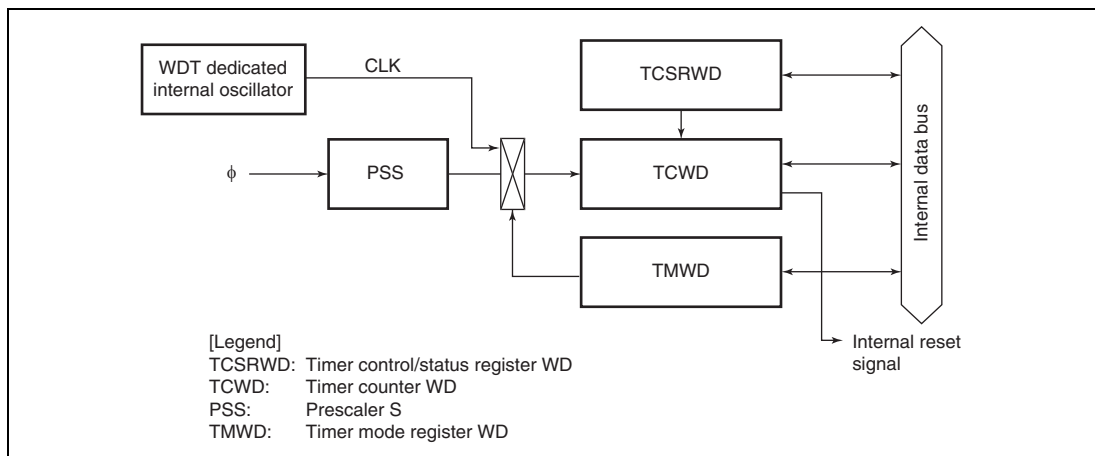 WDT dedicated
internal oscillator
CLK
TCSRWD
φ
PSS
TCWD
TMWD
Internal data bus
Internal reset
signal
[Legend]
TCSRWD: Timer control/status register WD
TCWD: Timer counter WD
PSS: Prescaler S
TMWD: Timer mode register WD